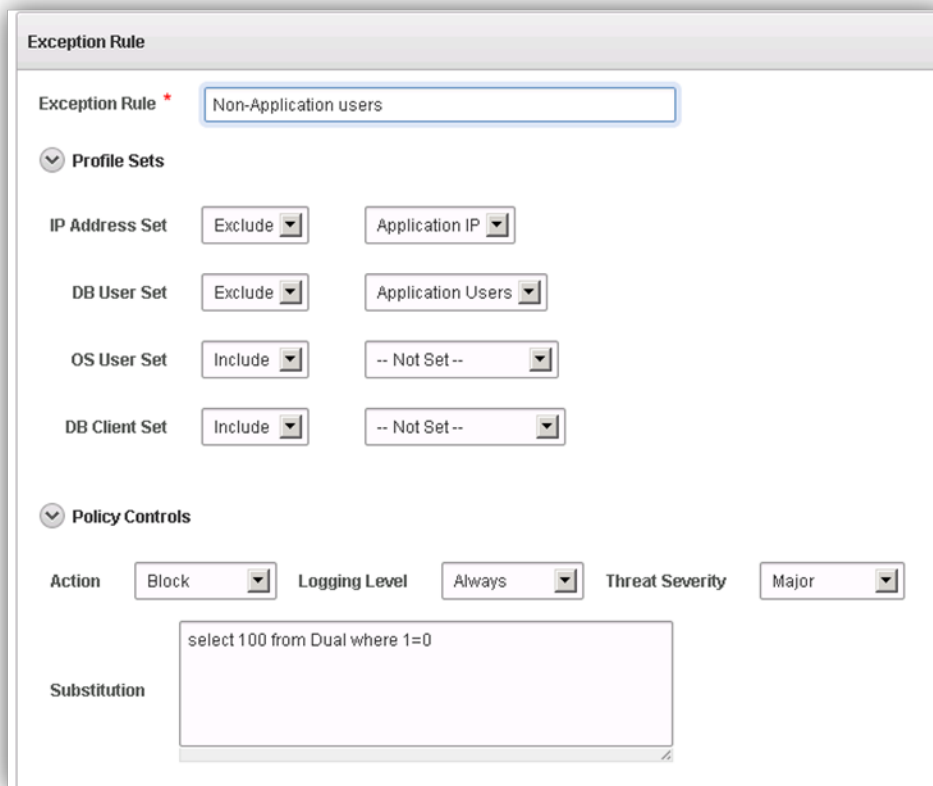 Exception Rule
Exception Rule * Non-Application users
Profile Sets
IP Address Set Exclude Application IP
DB User Set Exclude Application Users
OS User Set Include -- Not Set --
DB Client Set Include -- Not Set --
Policy Controls
Action Block Logging Level Always Threat Severity Major
select 100 from Dual where 1=0
Substitution